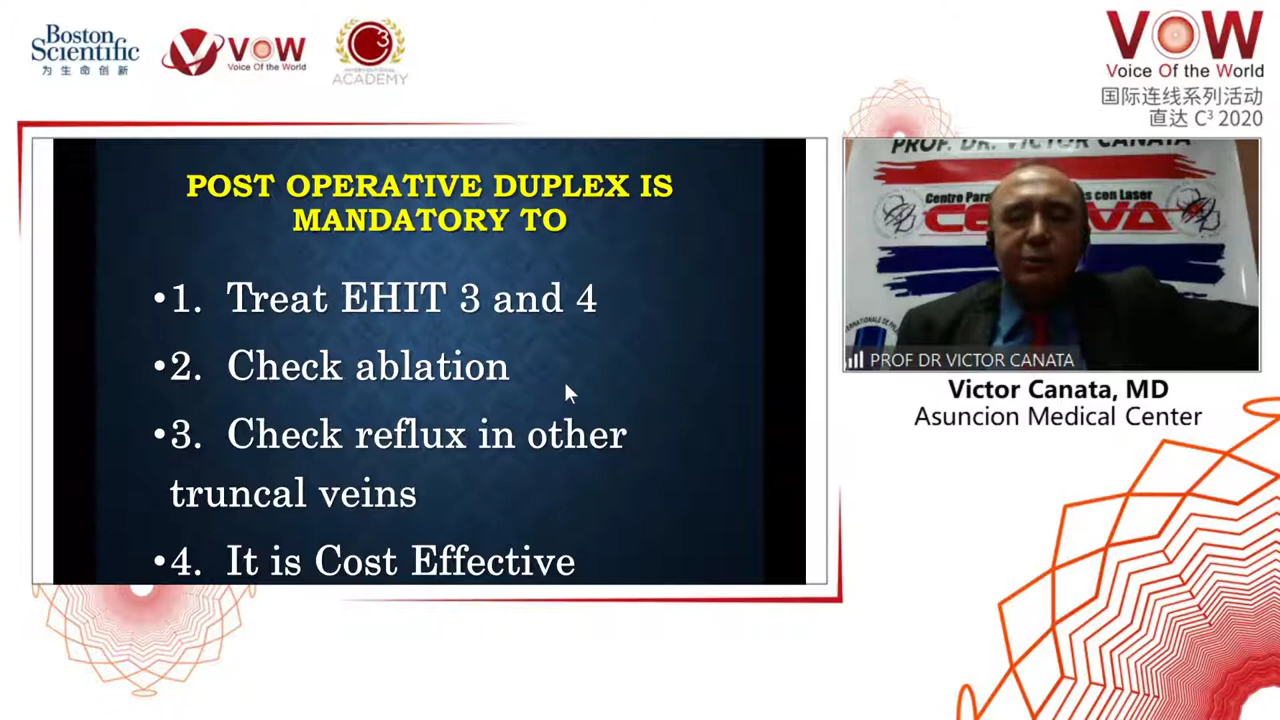 Boston
Scientific
为生命创新
VOW
Voice Of the World
C3
ACADEMY
VOW
Voice Of the World
国际连线系列活动
直达 C3 2020
POST OPERATIVE DUPLEX IS
MANDATORY TO
•1. Treat EHIT 3 and 4
•2. Check ablation
•3. Check reflux in other
truncal veins
•4. It is Cost Effective
PROF. DR. VICTOR CANATA
con Laser
PROF DR VICTOR CANATA
Victor Canata, MD
Asuncion Medical Center